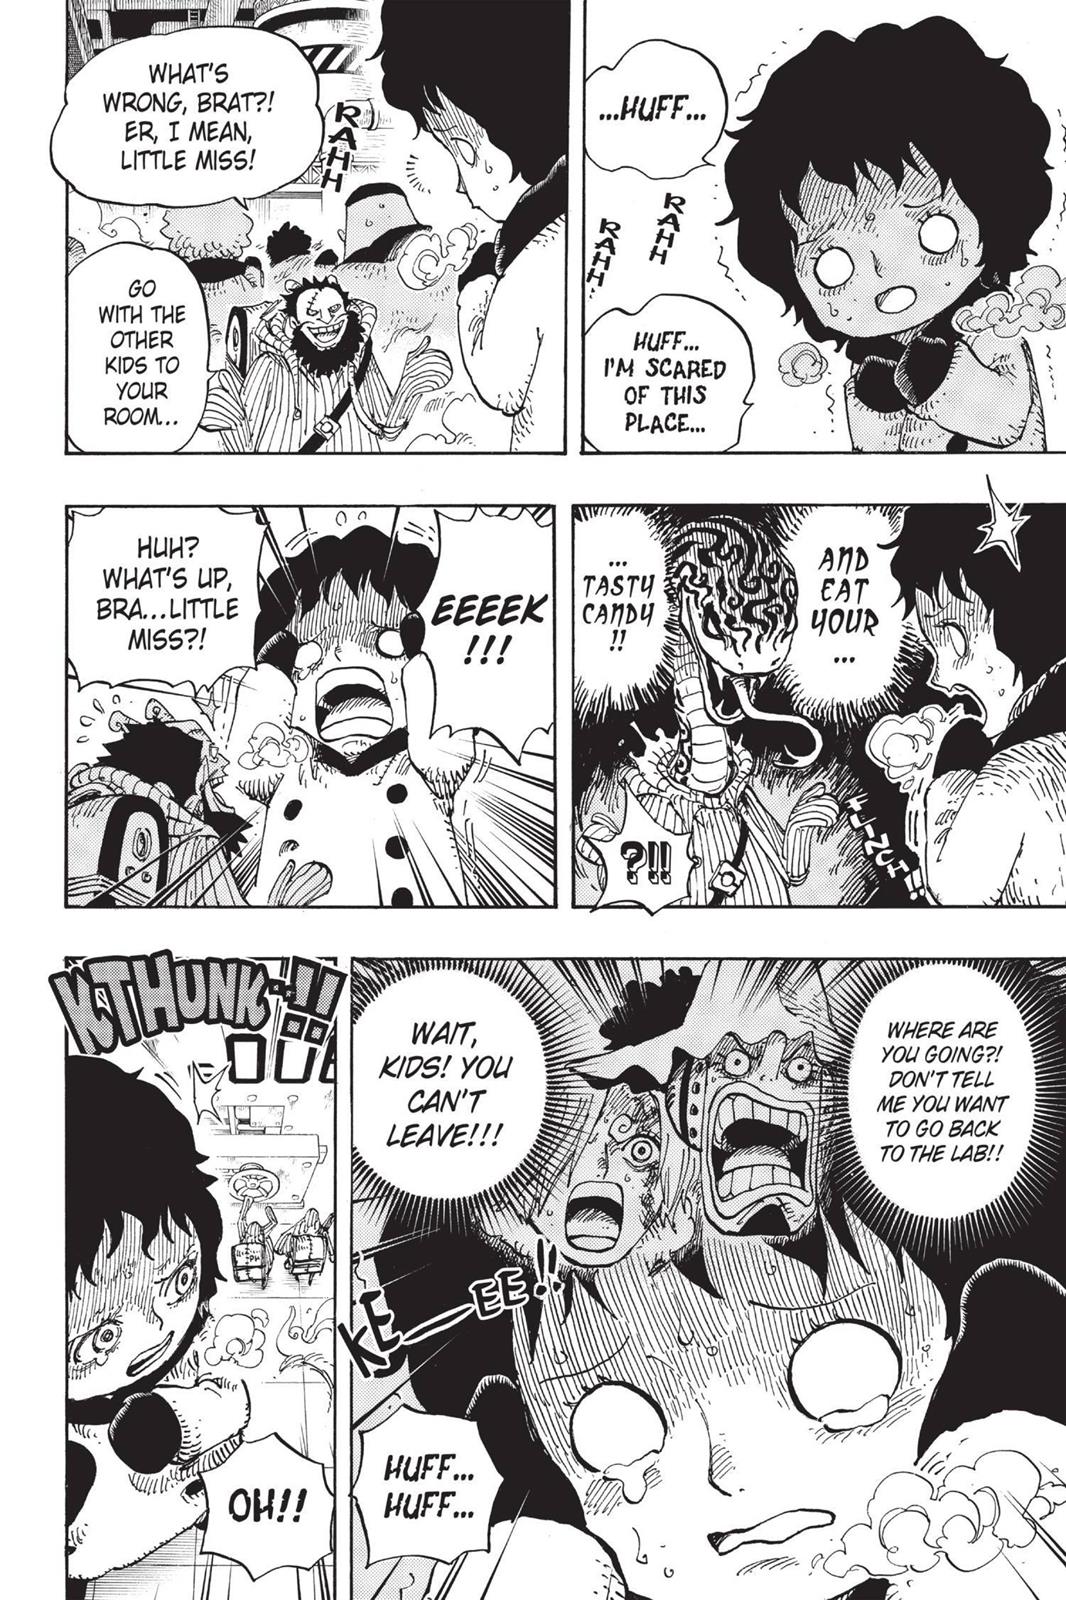 ...HUFF...
RAHH
RAHH
HUFF...
I'M SCARED
OF THIS
PLACE...
WHAT'S
WRONG, BRAT?!
ER, I MEAN,
LITTLE MISS!
RAHH
GO
WITH THE
OTHER
KIDS TO
YOUR
ROOM...
AND
EAT
YOUR
...
...
TASTY
CANDY
!!
FLINCH!!
?!!
EEEEK
!!!
HUH?
WHAT'S UP,
BRA...LITTLE
MISS?!
WHERE ARE
YOU GOING?!
DON'T TELL
ME YOU WANT
TO GO BACK
TO THE LAB!!
WAIT,
KIDS! YOU
CAN'T
LEAVE!!!
KE—EE!!
HUFF...
HUFF...
KTHUNK!!
OH!!